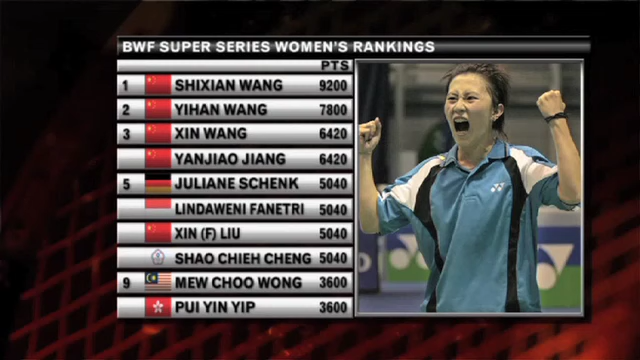 BWF SUPER SERIES WOMEN'S RANKINGS
PTS
1 SHIXIAN WANG 9200
2 YIHAN WANG 7800
3 XIN WANG 6420
YANJIAO JIANG 6420
5 JULIANE SCHENK 5040
LINDAWENI FANETRI 5040
XIN (F) LIU 5040
SHAO CHIEH CHENG 5040
9 MEW CHOO WONG 3600
PUI YIN YIP 3600
YONEX